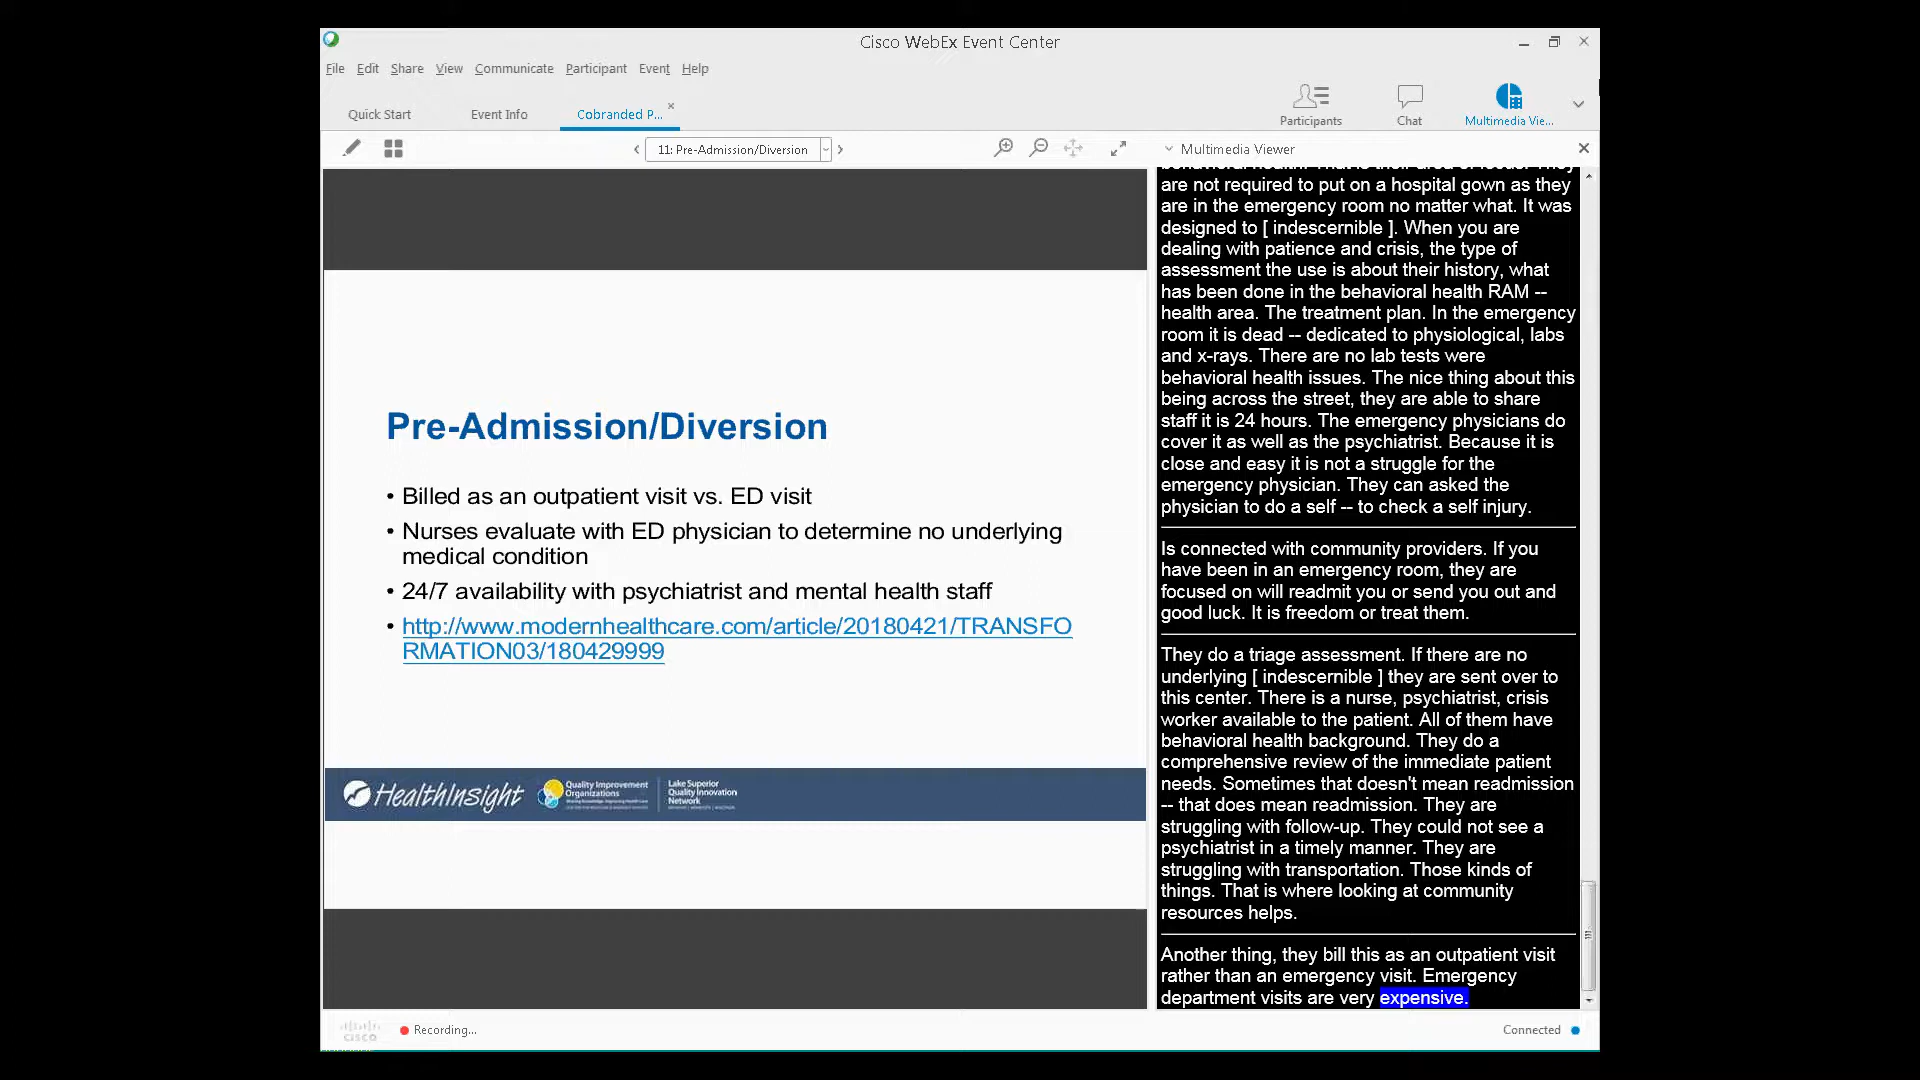 Cisco WebEx Event Center
File Edit Share View Communicate Participant Event Help
Quick Start
Event Info
Cobranded P...
Participants
Chat
Multimedia Vie...
11: Pre-Admission/Diversion
Multimedia Viewer
Pre-Admission/Diversion
• Billed as an outpatient visit vs. ED visit
• Nurses evaluate with ED physician to determine no underlying
medical condition
• 24/7 availability with psychiatrist and mental health staff
• http://www.modernhealthcare.com/article/20180421/TRANSFO
RMATION03/180429999
HealthInsight
Quality Improvement
Organizations
Lake Superior
Quality Innovation
Network
are not required to put on a hospital gown as they
are in the emergency room no matter what. It was
designed to [ indescernible ]. When you are
dealing with patience and crisis, the type of
assessment the use is about their history, what
has been done in the behavioral health RAM --
health area. The treatment plan. In the emergency
room it is dead -- dedicated to physiological, labs
and x-rays. There are no lab tests were
behavioral health issues. The nice thing about this
being across the street, they are able to share
staff it is 24 hours. The emergency physicians do
cover it as well as the psychiatrist. Because it is
close and easy it is not a struggle for the
emergency physician. They can asked the
physician to do a self -- to check a self injury.
Is connected with community providers. If you
have been in an emergency room, they are
focused on will readmit you or send you out and
good luck. It is freedom or treat them.
They do a triage assessment. If there are no
underlying [ indescernible ] they are sent over to
this center. There is a nurse, psychiatrist, crisis
worker available to the patient. All of them have
behavioral health background. They do a
comprehensive review of the immediate patient
needs. Sometimes that doesn't mean readmission
-- that does mean readmission. They are
struggling with follow-up. They could not see a
psychiatrist in a timely manner. They are
struggling with transportation. Those kinds of
things. That is where looking at community
resources helps.
Another thing, they bill this as an outpatient visit
rather than an emergency visit. Emergency
department visits are very expensive.
cisco
Recording...
Connected